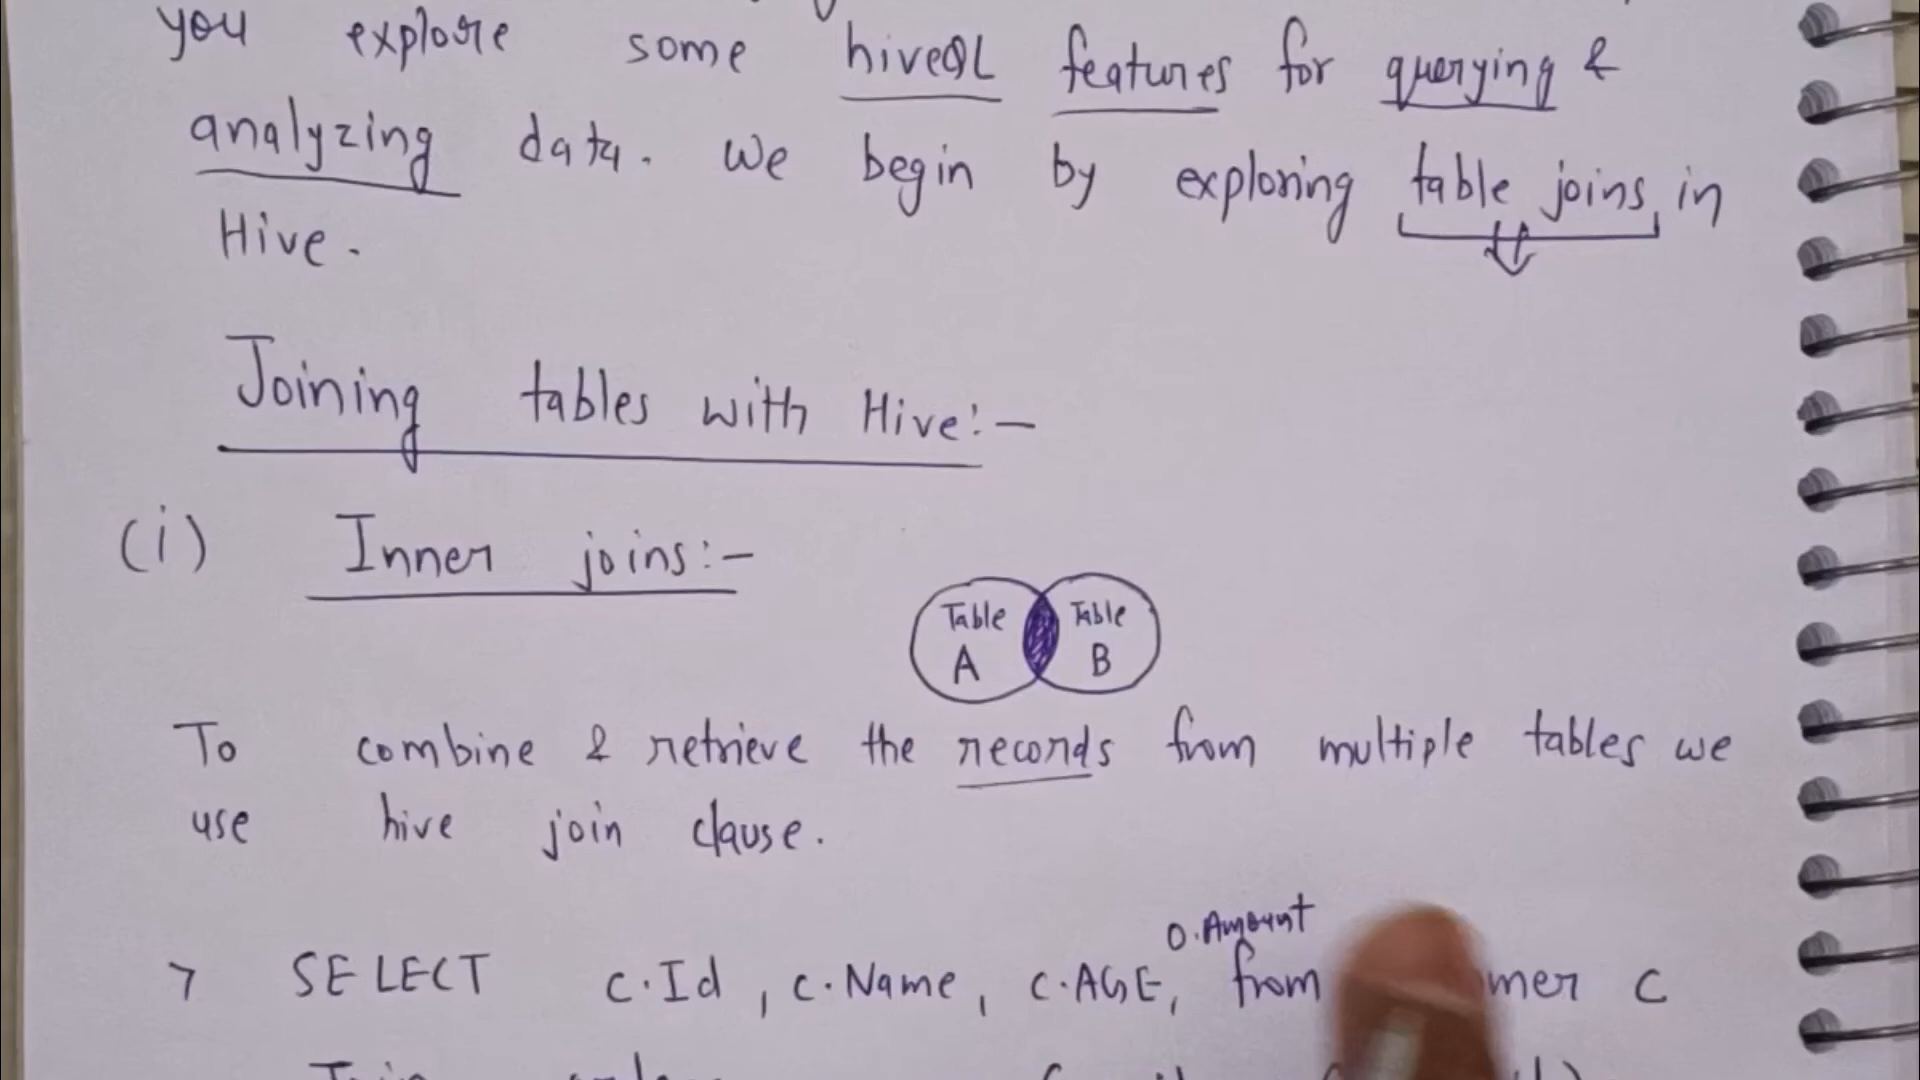 you explore some hiveQL features for querying &
analyzing data. We begin by exploring table joins in
Hive.
Joining tables with Hive:-
(i) Inner joins:-
Table A
Table B
To combine & retrieve the records from multiple tables we
use hive join clause.
O.Amount
> SELECT c.Id, c.Name, c.AGE, from mer c